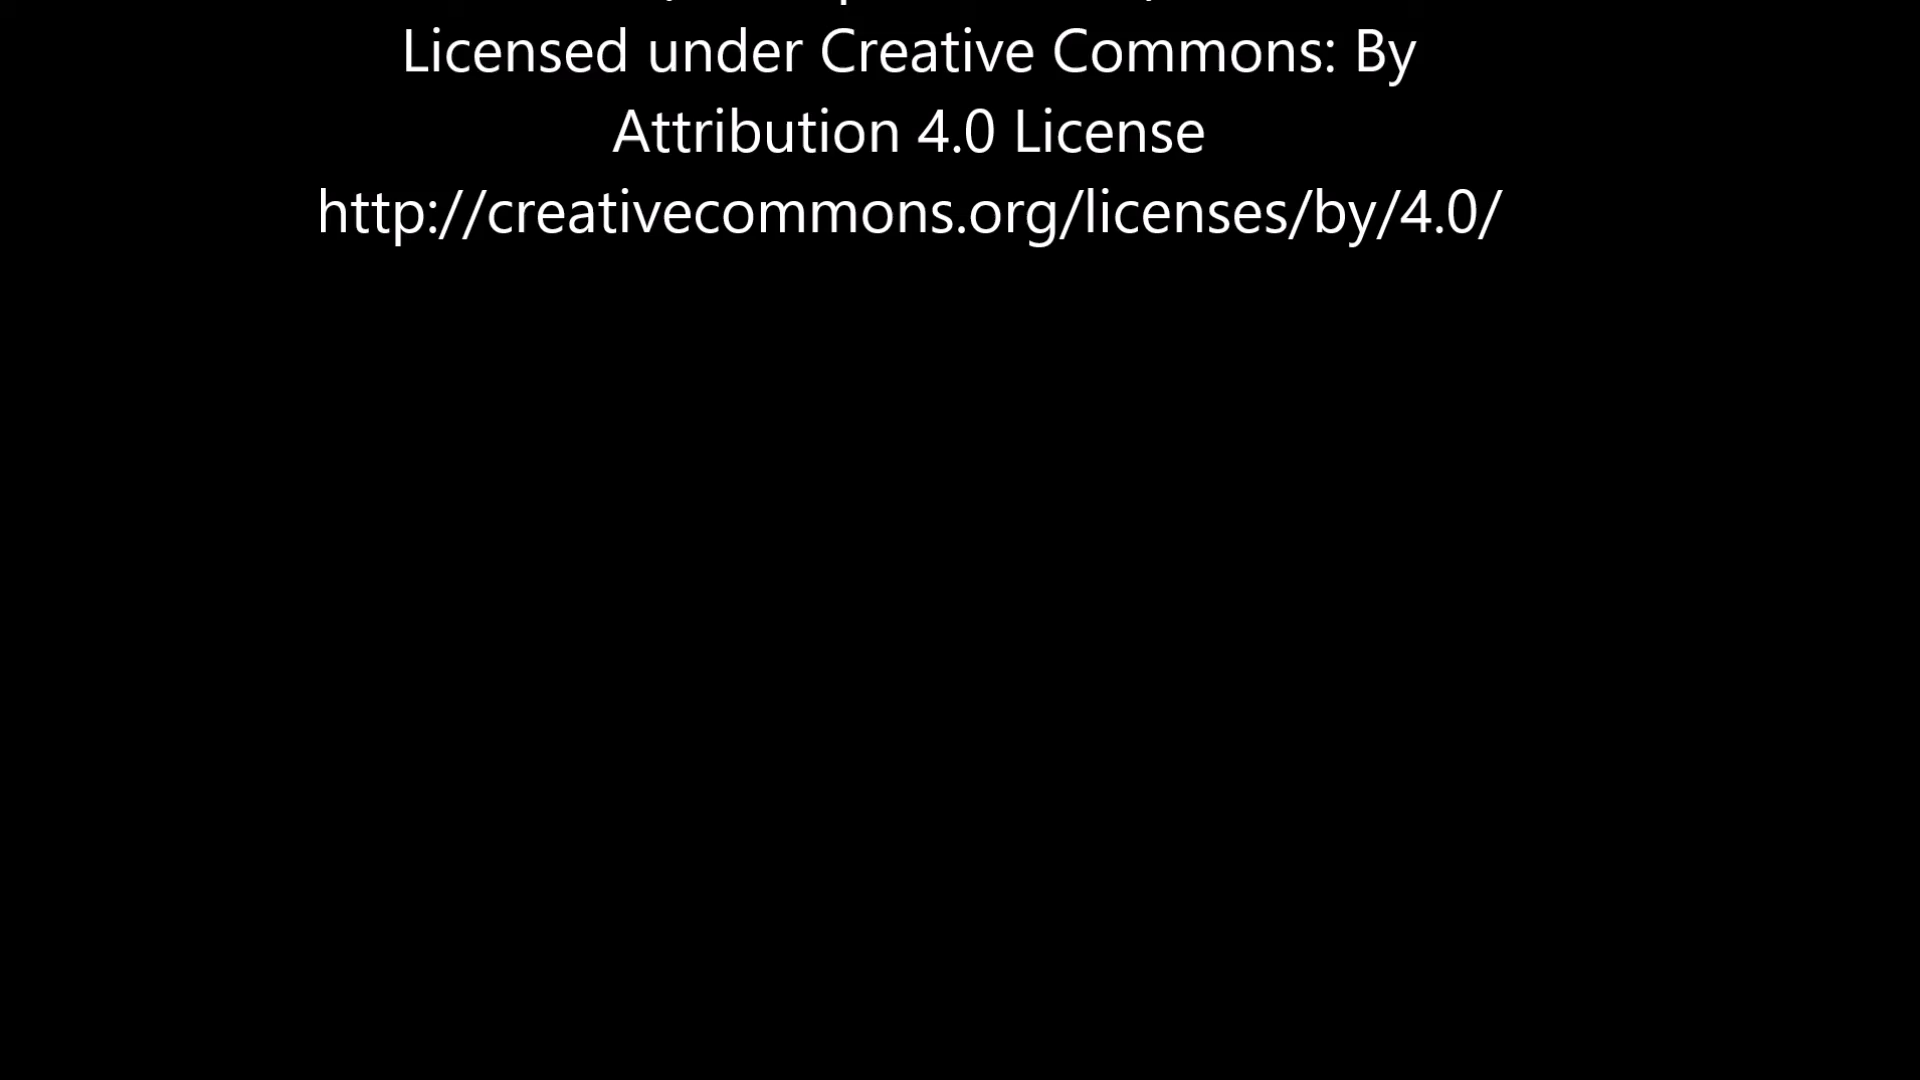 Licensed under Creative Commons: By
Attribution 4.0 License
http://creativecommons.org/licenses/by/4.0/